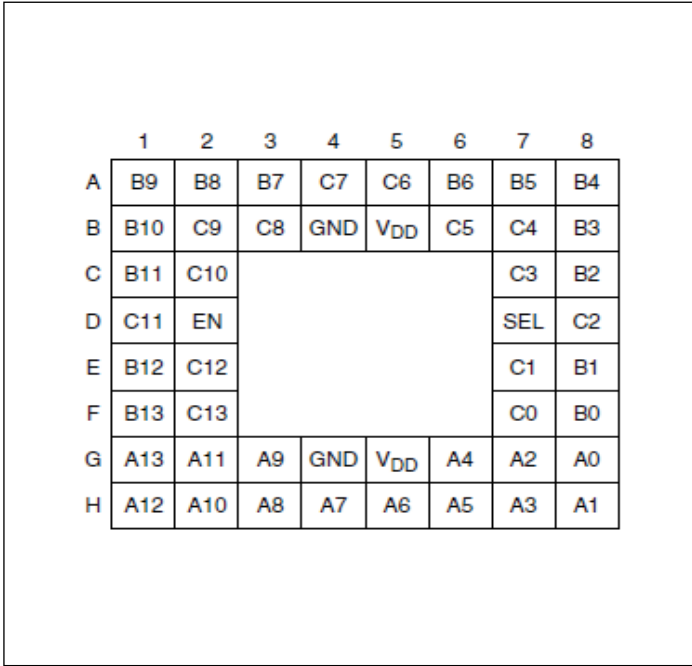 1 2 3 4 5 6 7 8
A B9 B8 B7 C7 C6 B6 B5 B4
B B10 C9 C8 GND VDD C5 C4 B3
C B11 C10 C3 B2
D C11 EN SEL C2
E B12 C12 C1 B1
F B13 C13 C0 B0
G A13 A11 A9 GND VDD A4 A2 A0
H A12 A10 A8 A7 A6 A5 A3 A1